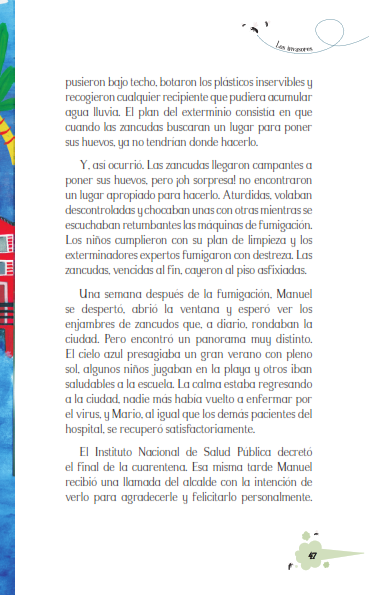 Los invasores
pusieron bajo techo, botaron los plásticos inservibles y
recogieron cualquier recipiente que pudiera acumular
agua lluvia. El plan del exterminio consistía en que
cuando las zancudas buscaran un lugar para poner
sus huevos, ya no tendrían donde hacerlo.
Y, así ocurrió. Las zancudas llegaron campantes a
poner sus huevos, pero ¡oh sorpresa! no encontraron
un lugar apropiado para hacerlo. Aturdidas, volaban
descontroladas y chocaban unas con otras mientras se
escuchaban retumbantes las máquinas de fumigación.
Los niños cumplieron con su plan de limpieza y los
exterminadores expertos fumigaron con destreza. Las
zancudas, vencidas al fin, cayeron al piso asfixiadas.
Una semana después de la fumigación, Manuel
se despertó, abrió la ventana y esperó ver los
enjambres de zancudos que, a diario, rondaban la
ciudad. Pero encontró un panorama muy distinto.
El cielo azul presagiaba un gran verano con pleno
sol, algunos niños jugaban en la playa y otros iban
saludables a la escuela. La calma estaba regresando
a la ciudad, nadie más había vuelto a enfermar por
el virus, y Mario, al igual que los demás pacientes del
hospital, se recuperó satisfactoriamente.
El Instituto Nacional de Salud Pública decretó
el final de la cuarentena. Esa misma tarde Manuel
recibió una llamada del alcalde con la intención de
verlo para agradecerle y felicitarlo personalmente.
47